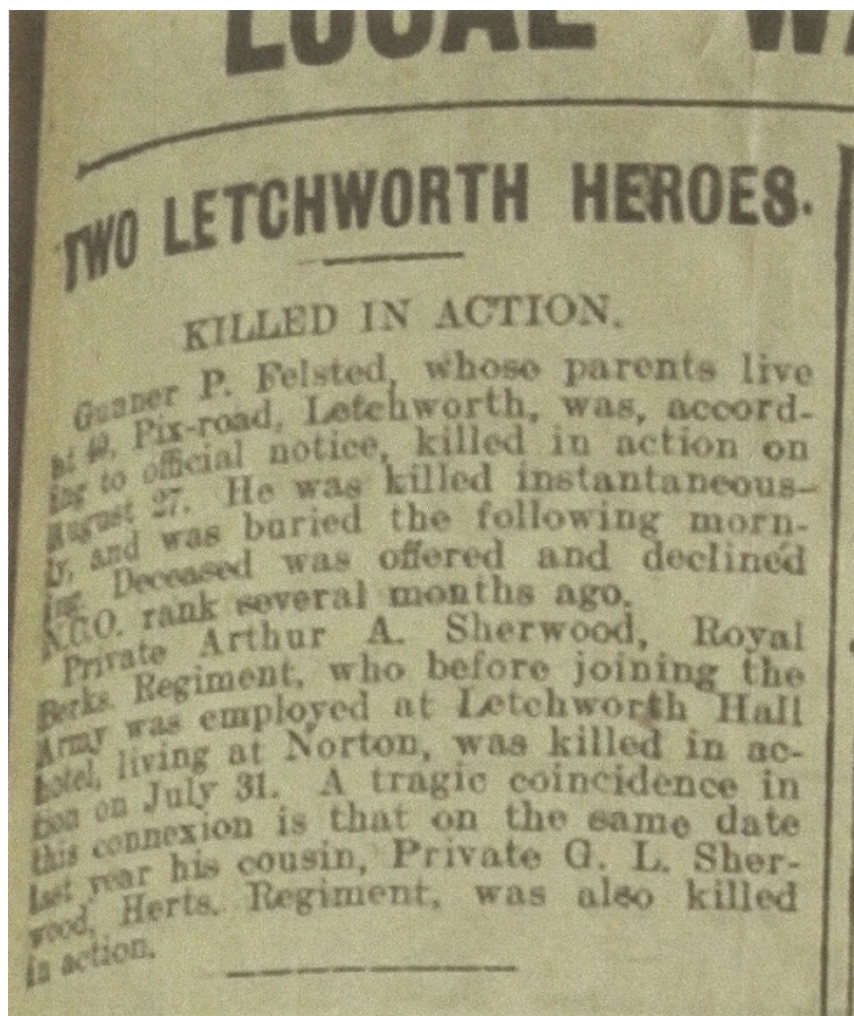 LOCAL
TWO LETCHWORTH HEROES.
KILLED IN ACTION.
Gunner P. Felsted, whose parents live
at 49, Pix-road, Letchworth, was, accord-
ing to official notice, killed in action on
August 27. He was killed instantaneous-
ly, and was buried the following morn-
ing. Deceased was offered and declined
N.C.O. rank several months ago.
Private Arthur A. Sherwood, Royal
Berks. Regiment, who before joining the
Army was employed at Letchworth Hall
hotel, living at Norton, was killed in ac-
tion on July 31. A tragic coincidence in
this connexion is that on the same date
last year his cousin, Private G. L. Sher-
wood, Herts. Regiment, was also killed
in action.